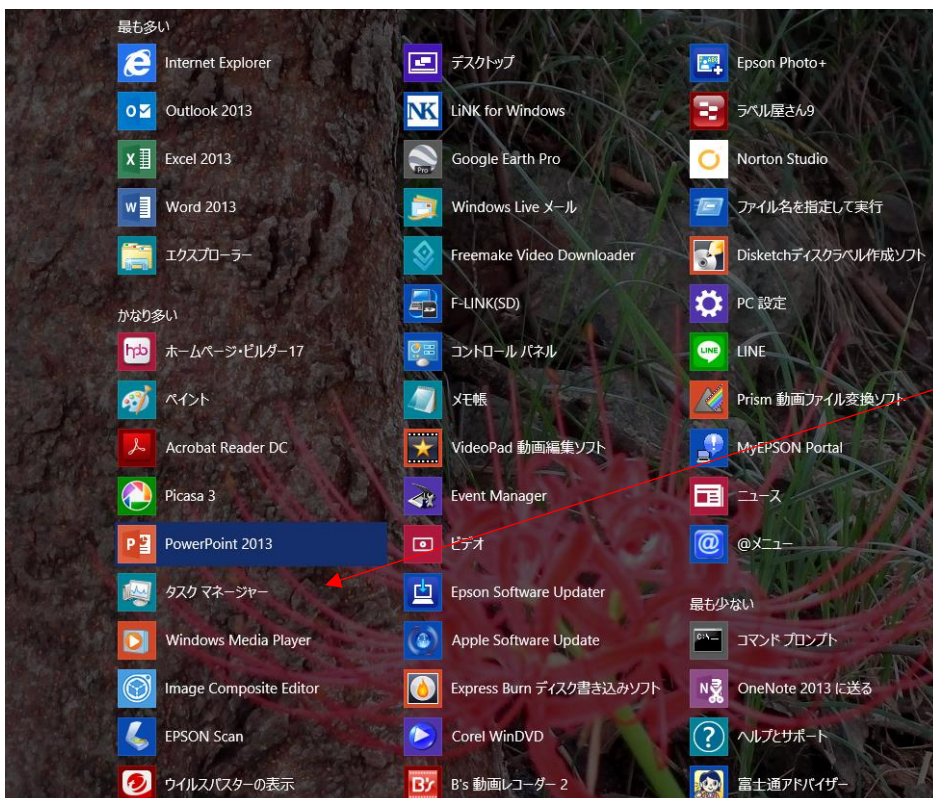 最も多い
Internet Explorer
Outlook 2013
Excel 2013
Word 2013
エクスプローラー
かなり多い
ホームページ・ビルダー17
ペイント
Acrobat Reader DC
Picasa 3
PowerPoint 2013
タスク マネージャー
Windows Media Player
Image Composite Editor
EPSON Scan
ウイルスバスターの表示
デスクトップ
LiNK for Windows
Google Earth Pro
Windows Live メール
Freemake Video Downloader
F-LINK(SD)
コントロール パネル
メモ帳
VideoPad 動画編集ソフト
Event Manager
ビデオ
Epson Software Updater
Apple Software Update
Express Burn ディスク書き込みソフト
Corel WinDVD
B's 動画レコーダー 2
Epson Photo+
ラベル屋さん9
Norton Studio
ファイル名を指定して実行
Disketchディスクラベル作成ソフト
PC 設定
LINE
Prism 動画ファイル変換ソフト
MyEPSON Portal
ニュース
@メニュー
最も少ない
コマンド プロンプト
OneNote 2013 に送る
ヘルプとサポート
富士通アドバイザー